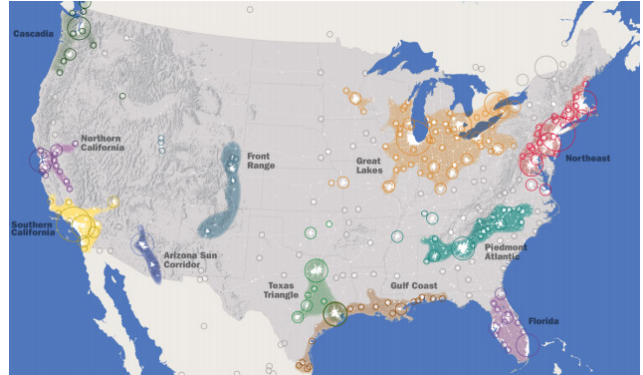 Cascadia
Northern
California
Southern
California
Arizona Sun
Corridor
Front
Range
Great
Lakes
Northeast
Piedmont
Atlantic
Texas
Triangle
Gulf Coast
Florida